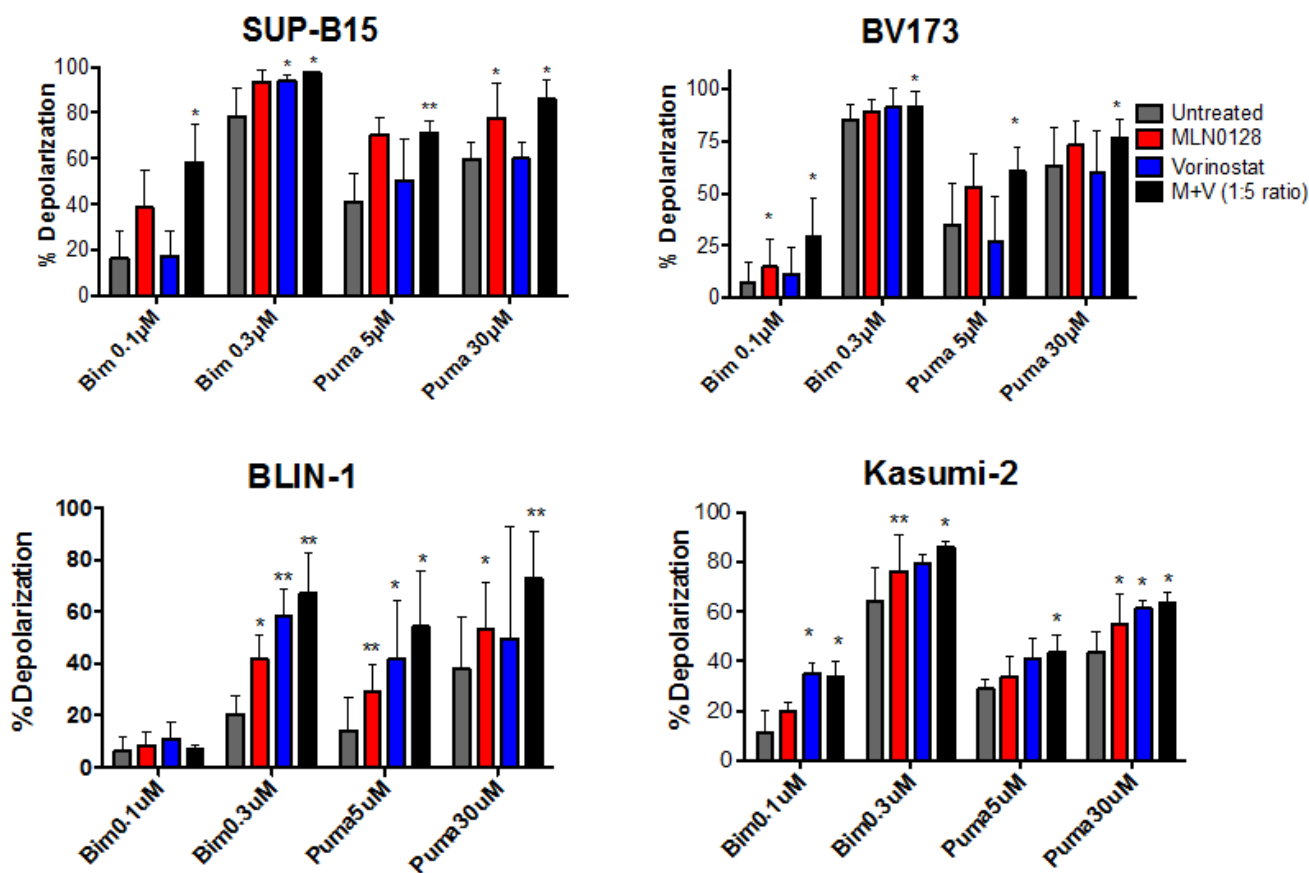 SUP-B15
% Depolarization
100
80
60
40
20
0
*
* *
**
* *
Bim 0.1µM
Bim 0.3µM
Puma 5µM
Puma 30µM
BV173
% Depolarization
100
75
50
25
0
* *
*
*
*
Bim 0.1µM
Bim 0.3µM
Puma 5µM
Puma 30µM
Untreated
MLN0128
Vorinostat
M+V (1:5 ratio)
BLIN-1
%Depolarization
100
80
60
40
20
0
* ** **
** * *
* **
Bim0.1uM
Bim0.3uM
Puma5uM
Puma30uM
Kasumi-2
%Depolarization
100
80
60
40
20
0
* *
** *
*
* * *
Bim0.1uM
Bim0.3uM
Puma5uM
Puma30uM